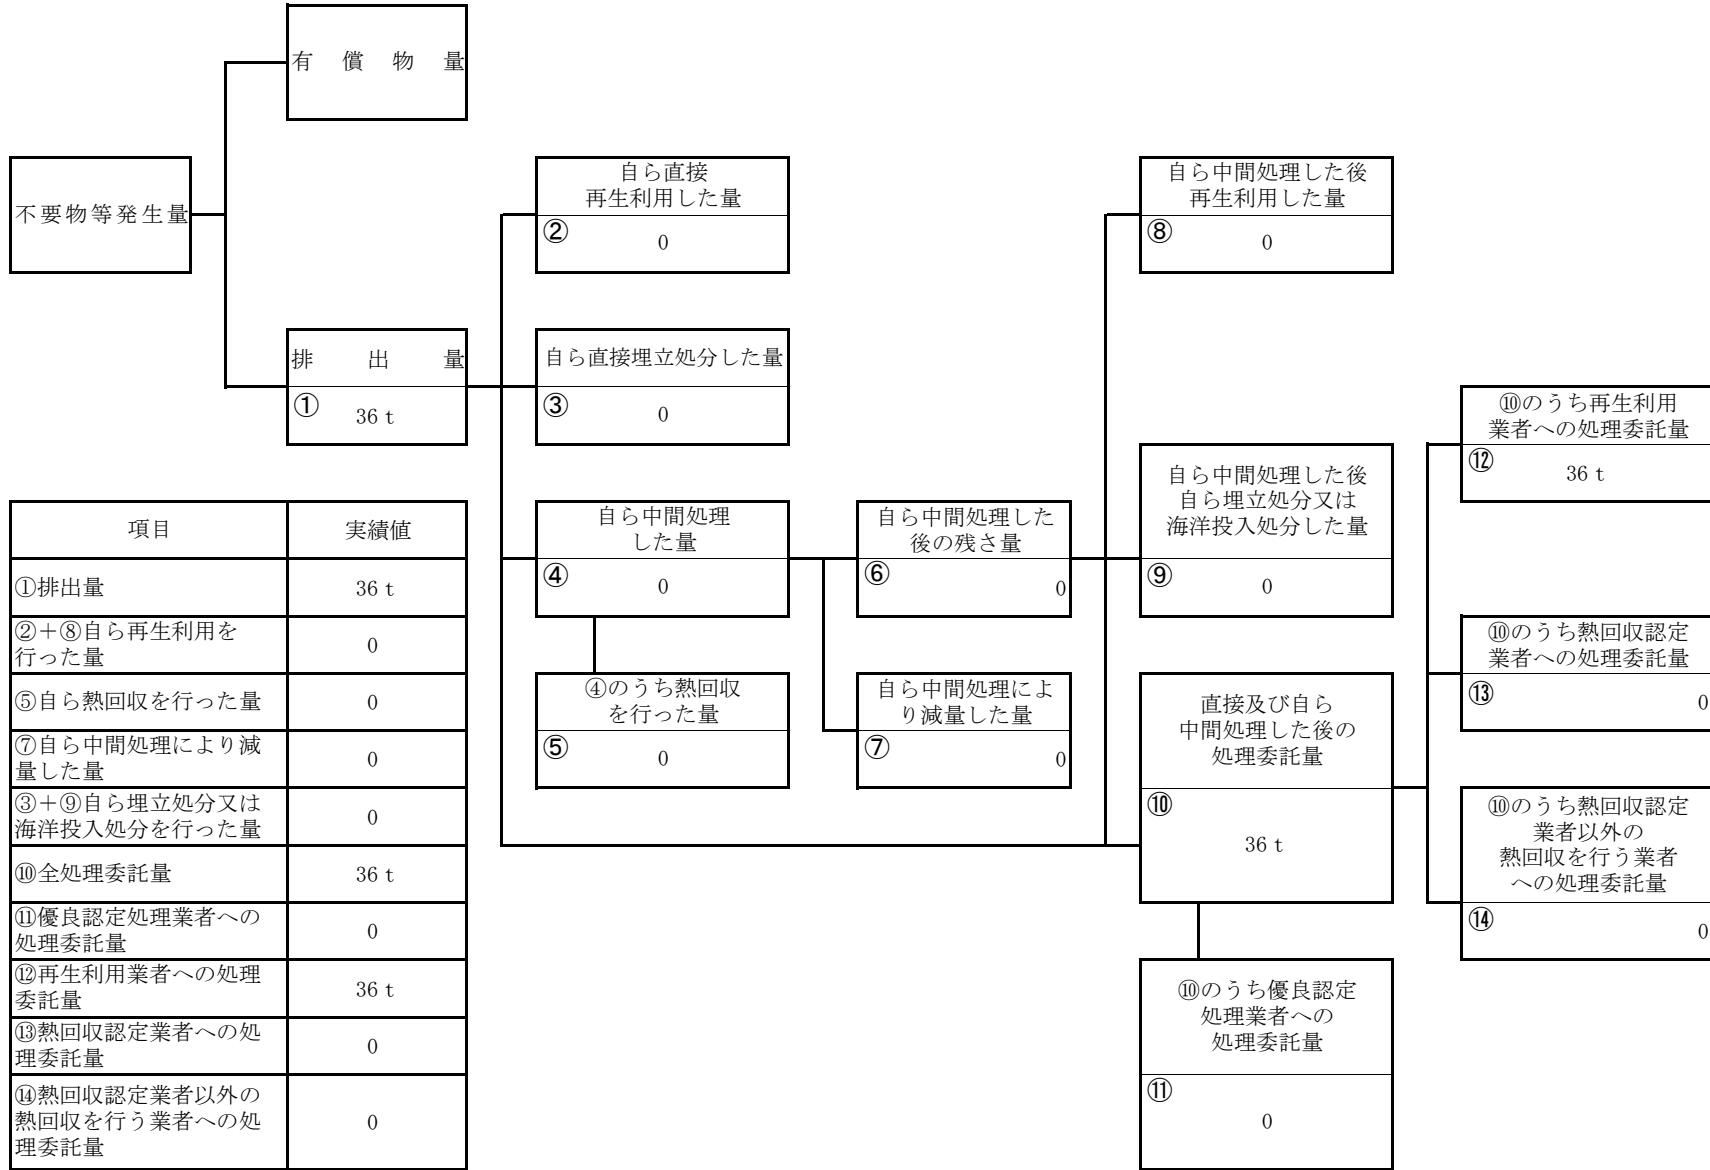 有償物量
不要物等発生量
排出量
① 36 t
自ら直接
再生利用した量
② 0
自ら直接埋立処分した量
③ 0
自ら中間処理
した量
④ 0
④のうち熱回収
を行った量
⑤ 0
自ら中間処理した
後の残さ量
⑥ 0
自ら中間処理によ
り減量した量
⑦ 0
自ら中間処理した後
再生利用した量
⑧ 0
自ら中間処理した後
自ら埋立処分又は
海洋投入処分した量
⑨ 0
直接及び自ら
中間処理した後の
処理委託量
⑩
36 t
⑩のうち優良認定
処理業者への
処理委託量
⑪
0
⑩のうち再生利用
業者への処理委託量
⑫ 36 t
⑩のうち熱回収認定
業者への処理委託量
⑬ 0
⑩のうち熱回収認定
業者以外の
熱回収を行う業者
への処理委託量
⑭ 0
項目 実績値
①排出量 36 t
②＋⑧自ら再生利用を
行った量 0
⑤自ら熱回収を行った量 0
⑦自ら中間処理により減
量した量 0
③＋⑨自ら埋立処分又は
海洋投入処分を行った量 0
⑩全処理委託量 36 t
⑪優良認定処理業者への
処理委託量 0
⑫再生利用業者への処理
委託量 36 t
⑬熱回収認定業者への処
理委託量 0
⑭熱回収認定業者以外の
熱回収を行う業者への処
理委託量 0